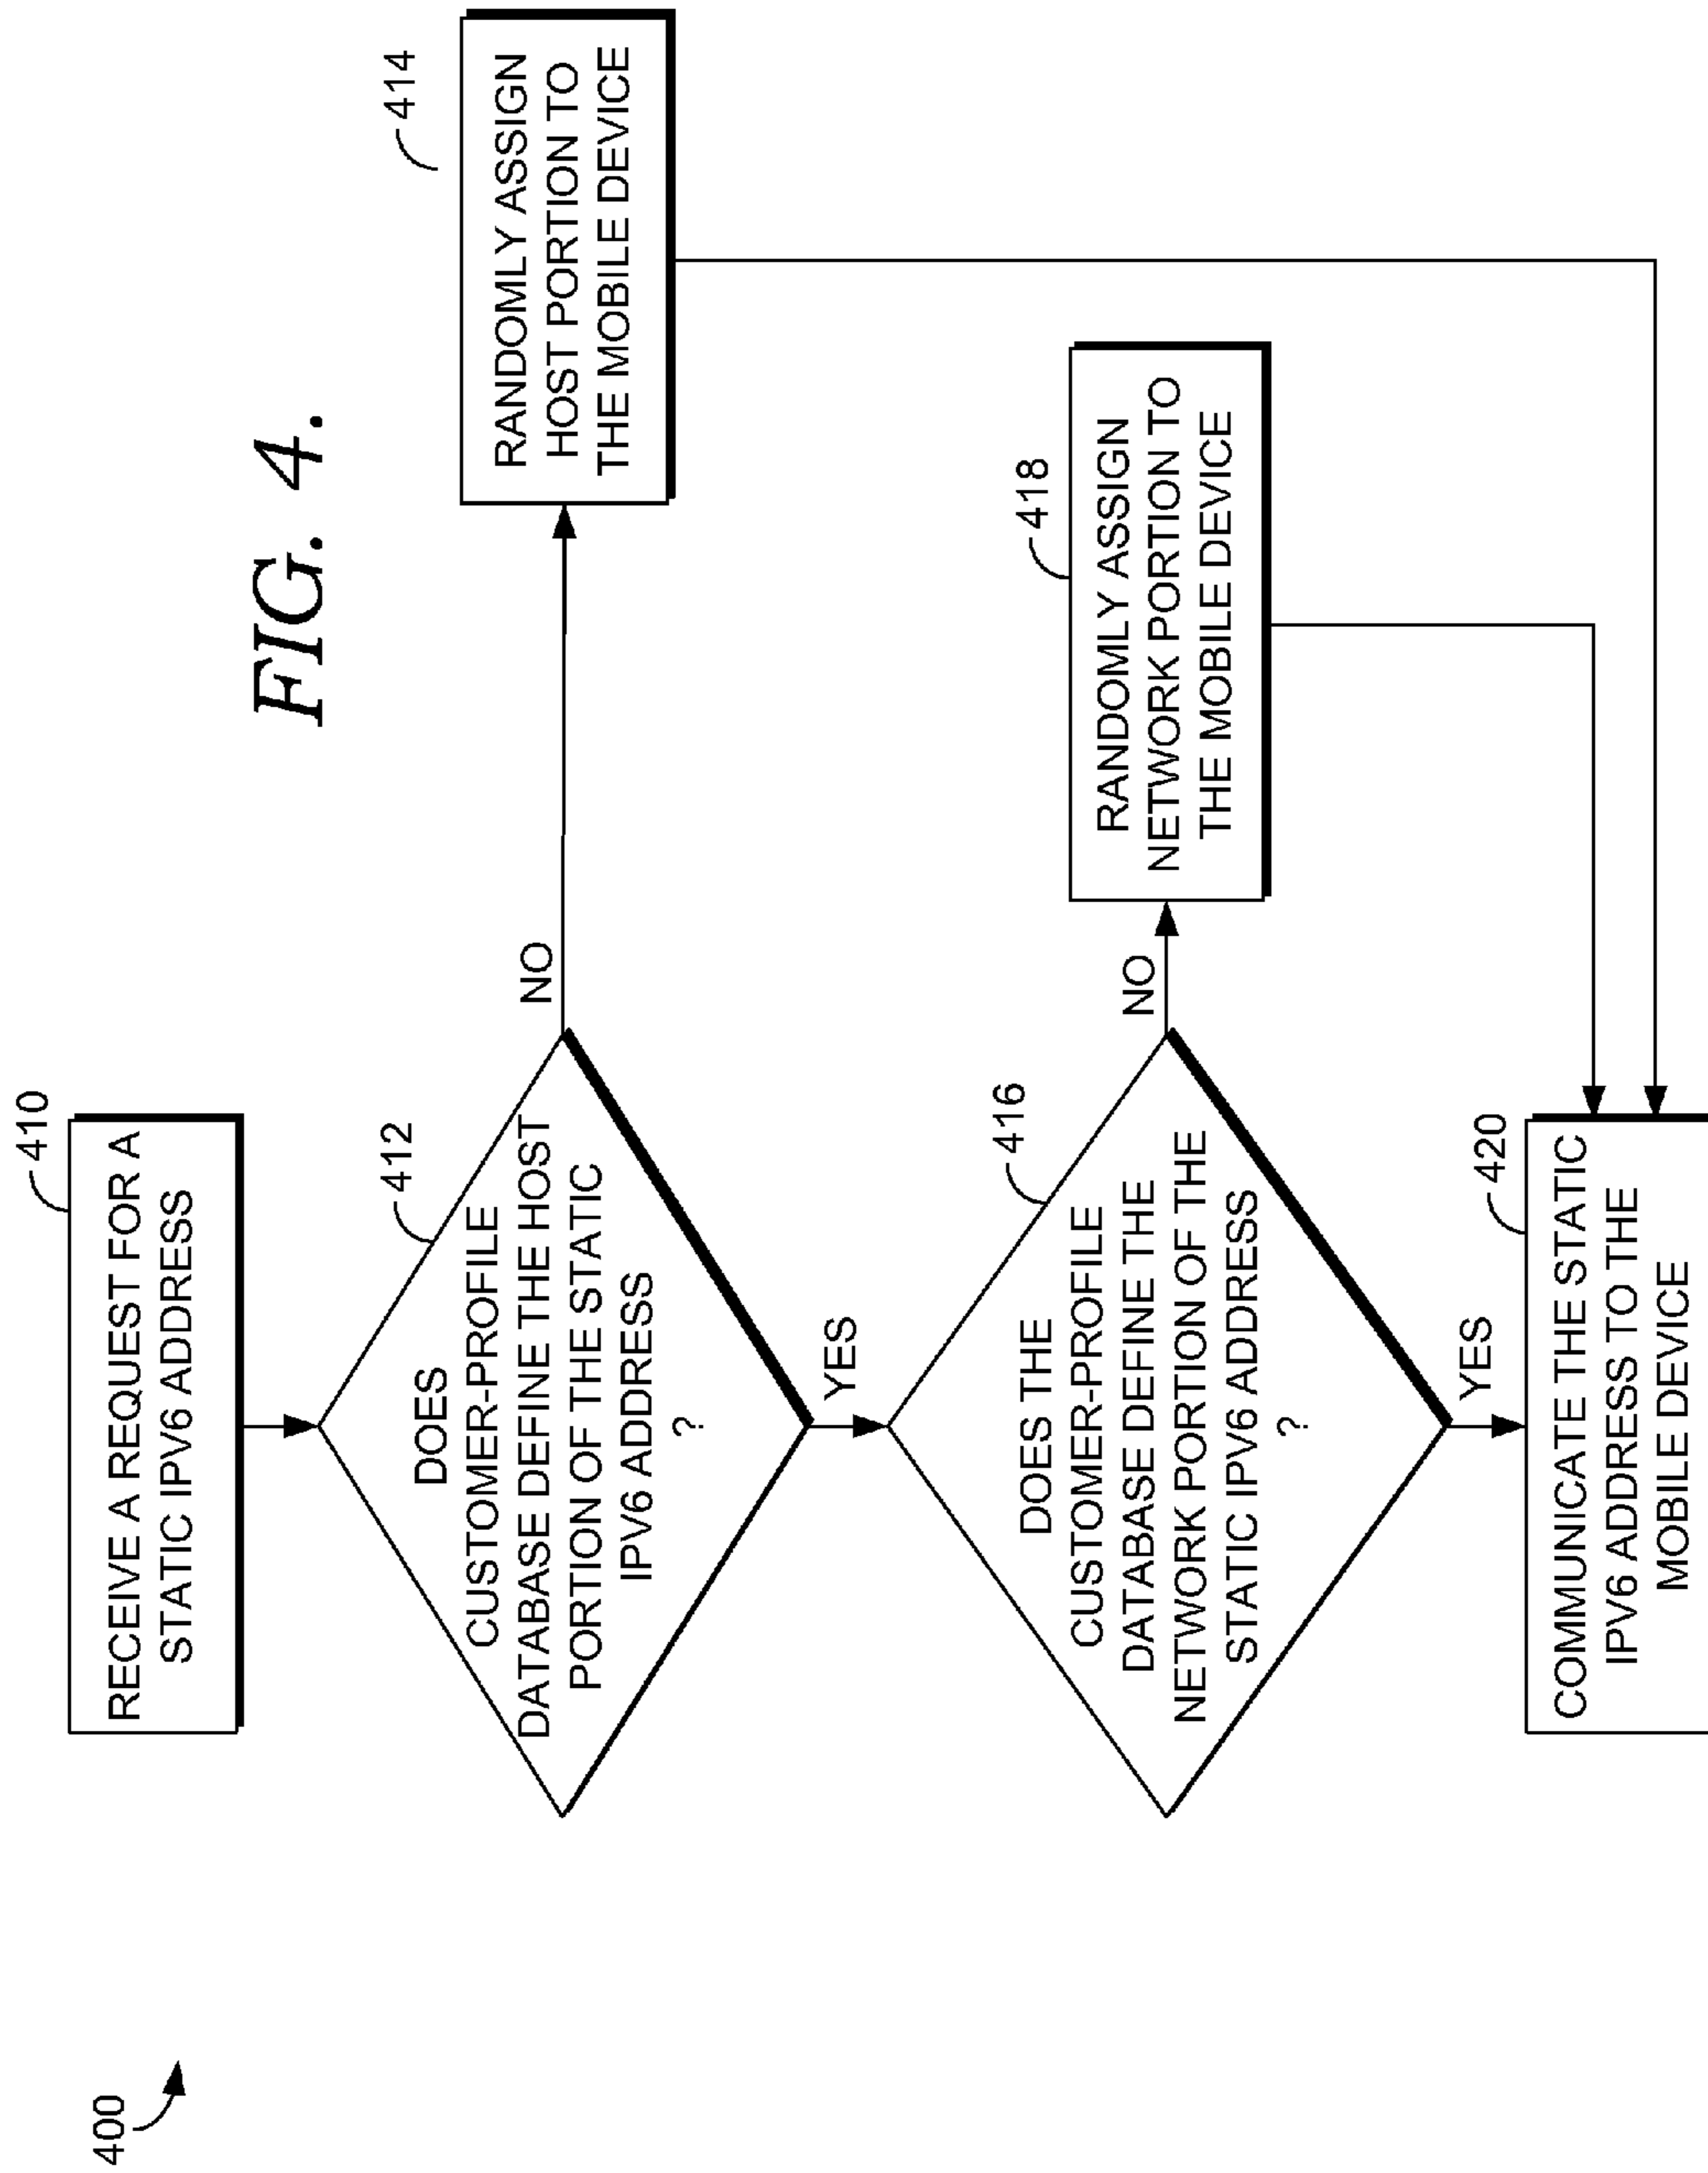 400
FIG. 4.
410
RECEIVE A REQUEST FOR A
STATIC IPV6 ADDRESS
412
DOES
CUSTOMER-PROFILE
DATABASE DEFINE THE HOST
PORTION OF THE STATIC
IPV6 ADDRESS
?
NO
414
RANDOMLY ASSIGN
HOST PORTION TO
THE MOBILE DEVICE
YES
416
DOES THE
CUSTOMER-PROFILE
DATABASE DEFINE THE
NETWORK PORTION OF THE
STATIC IPV6 ADDRESS
?
NO
418
RANDOMLY ASSIGN
NETWORK PORTION TO
THE MOBILE DEVICE
YES
420
COMMUNICATE THE STATIC
IPV6 ADDRESS TO THE
MOBILE DEVICE